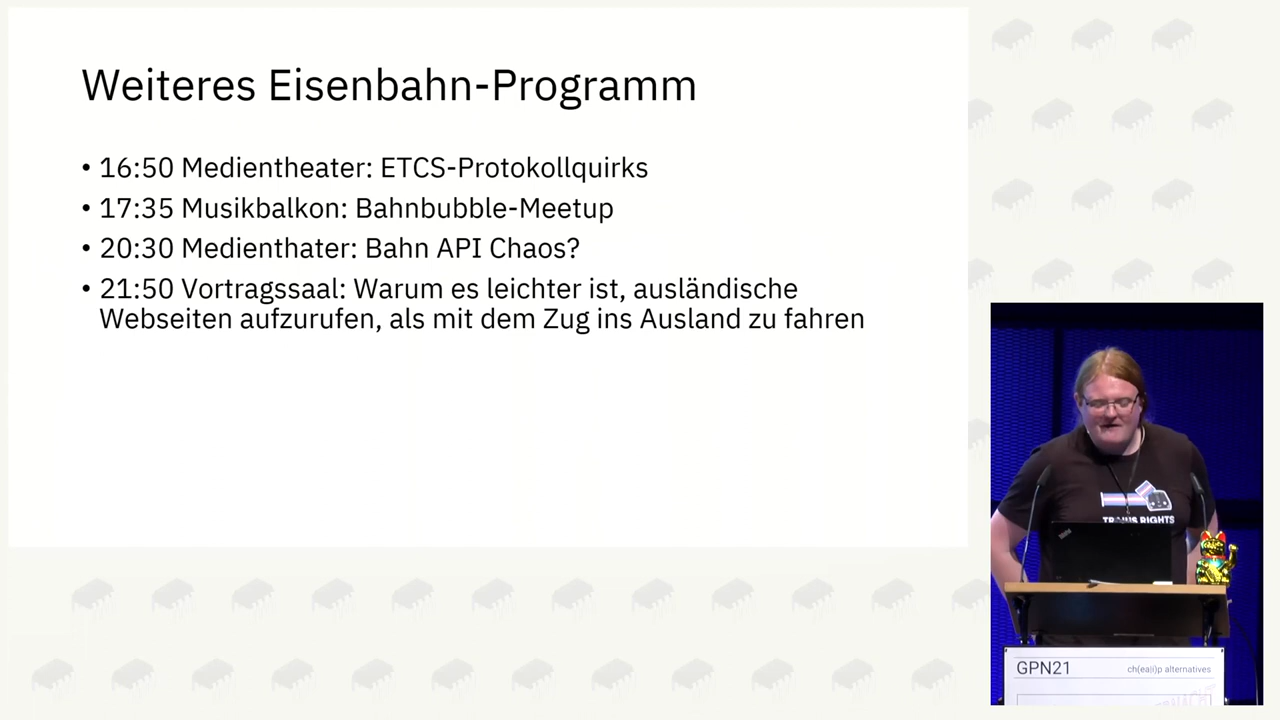 Weiteres Eisenbahn-Programm
• 16:50 Medientheater: ETCS-Protokollquirks
• 17:35 Musikbalkon: Bahnbubble-Meetup
• 20:30 Medienthater: Bahn API Chaos?
• 21:50 Vortragssaal: Warum es leichter ist, ausländische
Webseiten aufzurufen, als mit dem Zug ins Ausland zu fahren
RIGHTS
GPN21
ch(ea|i)p alternatives